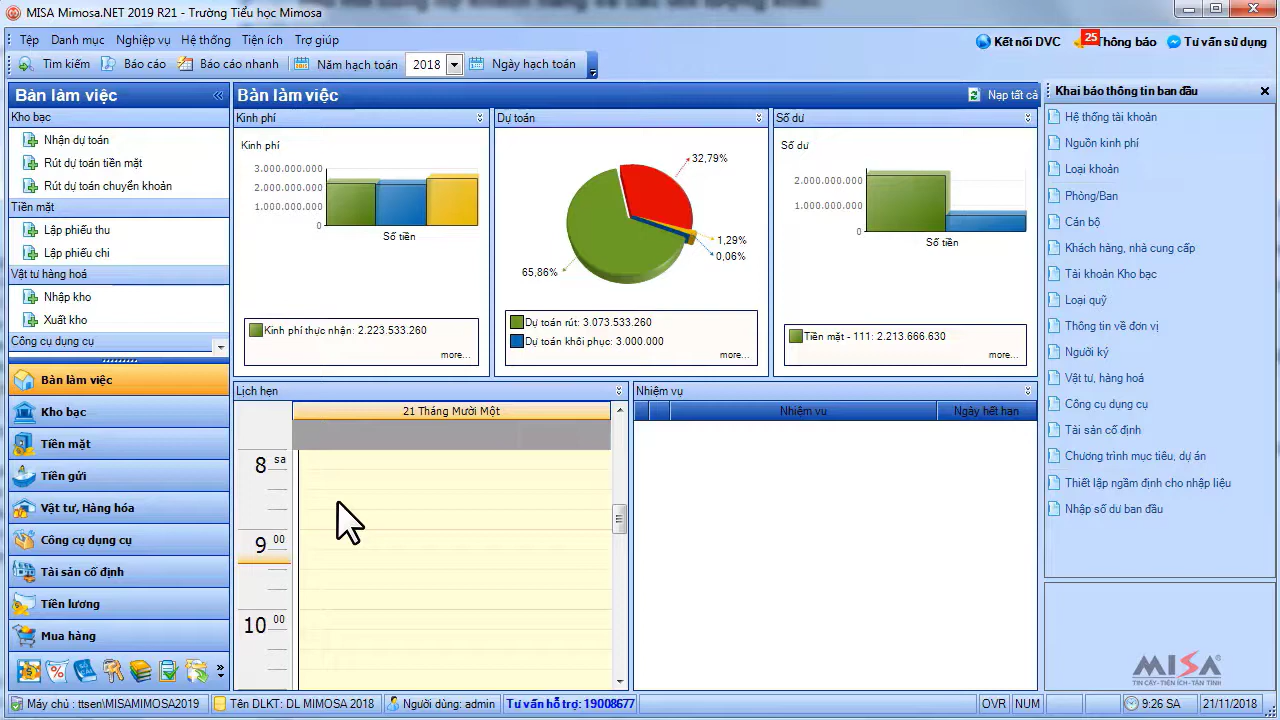 MISA Mimosa.NET 2019 R21 - Trường Tiểu học Mimosa
Tệp Danh mục Nghiệp vụ Hệ thống Tiện ích Trợ giúp
Kết nối DVC 25 Thông báo Tư vấn sử dụng
Tìm kiếm Báo cáo Báo cáo nhanh Năm hạch toán 2018 Ngày hạch toán
Bàn làm việc
Kho bạc
Nhận dự toán
Rút dự toán tiền mặt
Rút dự toán chuyển khoản
Tiền mặt
Lập phiếu thu
Lập phiếu chi
Vật tư hàng hoá
Nhập kho
Xuất kho
Công cụ dụng cụ
Bàn làm việc
Kho bạc
Tiền mặt
Tiền gửi
Vật tư, Hàng hóa
Công cụ dụng cụ
Tài sản cố định
Tiền lương
Mua hàng
Bàn làm việc Nạp tất cả
Kinh phí
Kinh phí
3.000.000.000
2.000.000.000
1.000.000.000
0
Số tiền
Kinh phí thực nhận: 2.223.533.260
more...
Dự toán
32,79%
1,29%
0,06%
65,86%
Dự toán rút: 3.073.533.260
Dự toán khôi phục: 3.000.000
more...
Số dư
Số dư
2.000.000.000
1.000.000.000
0
Số tiền
Tiền mặt - 111: 2.213.666.630
more...
Lịch hẹn
21 Tháng Mười Một
8 sa
9 00
10 00
Nhiệm vụ
Nhiệm vụ Ngày hết hạn
Khai báo thông tin ban đầu
Hệ thống tài khoản
Nguồn kinh phí
Loại khoản
Phòng/Ban
Cán bộ
Khách hàng, nhà cung cấp
Tài khoản Kho bạc
Loại quỹ
Thông tin về đơn vị
Người ký
Vật tư, hàng hoá
Công cụ dụng cụ
Tài sản cố định
Chương trình mục tiêu, dự án
Thiết lập ngầm định cho nhập liệu
Nhập số dư ban đầu
MISA
TIN CẬY-TIỆN ÍCH-TẬN TÌNH
Máy chủ : ttsen\MISAMIMOSA2019 Tên DLKT: DL MIMOSA 2018 Người dùng: admin Tư vấn hỗ trợ: 19008677 OVR NUM 9:26 SA 21/11/2018